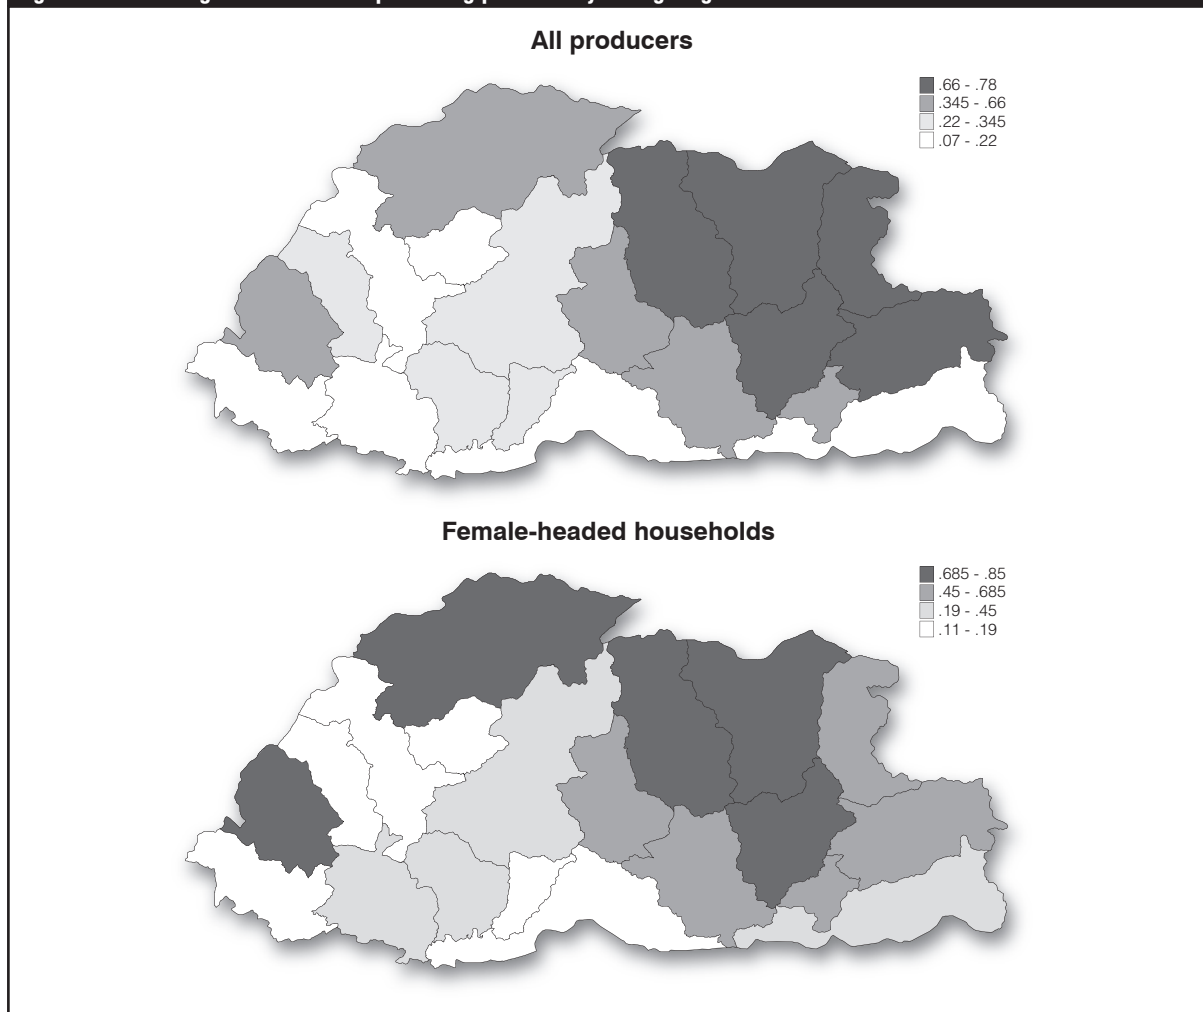 All producers
.66 - .78
.345 - .66
.22 - .345
.07 - .22
Female-headed households
.685 - .85
.45 - .685
.19 - .45
.11 - .19